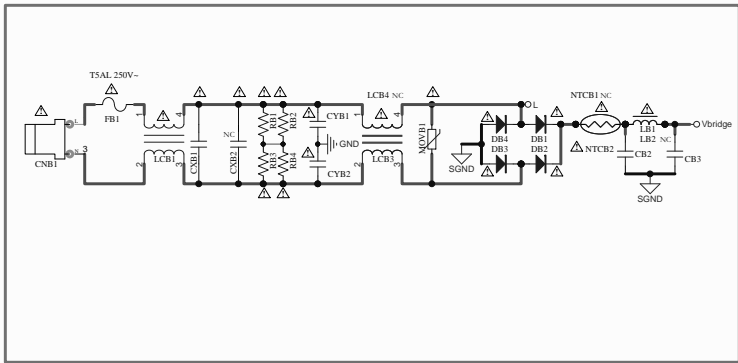 T5AL 250V~
FB1
L
N
3
CNB1
1
4
2
3
LCB1
CXB1
NC
CXB2
RB1
RB2
RB3
RB4
CYB1
GND
CYB2
LCB4 NC
1
4
2
3
LCB3
MOVB1
L
DB4
DB3
DB1
DB2
SGND
NTCB1 NC
NTCB2
LB1
LB2 NC
CB2
CB3
Vbridge
SGND